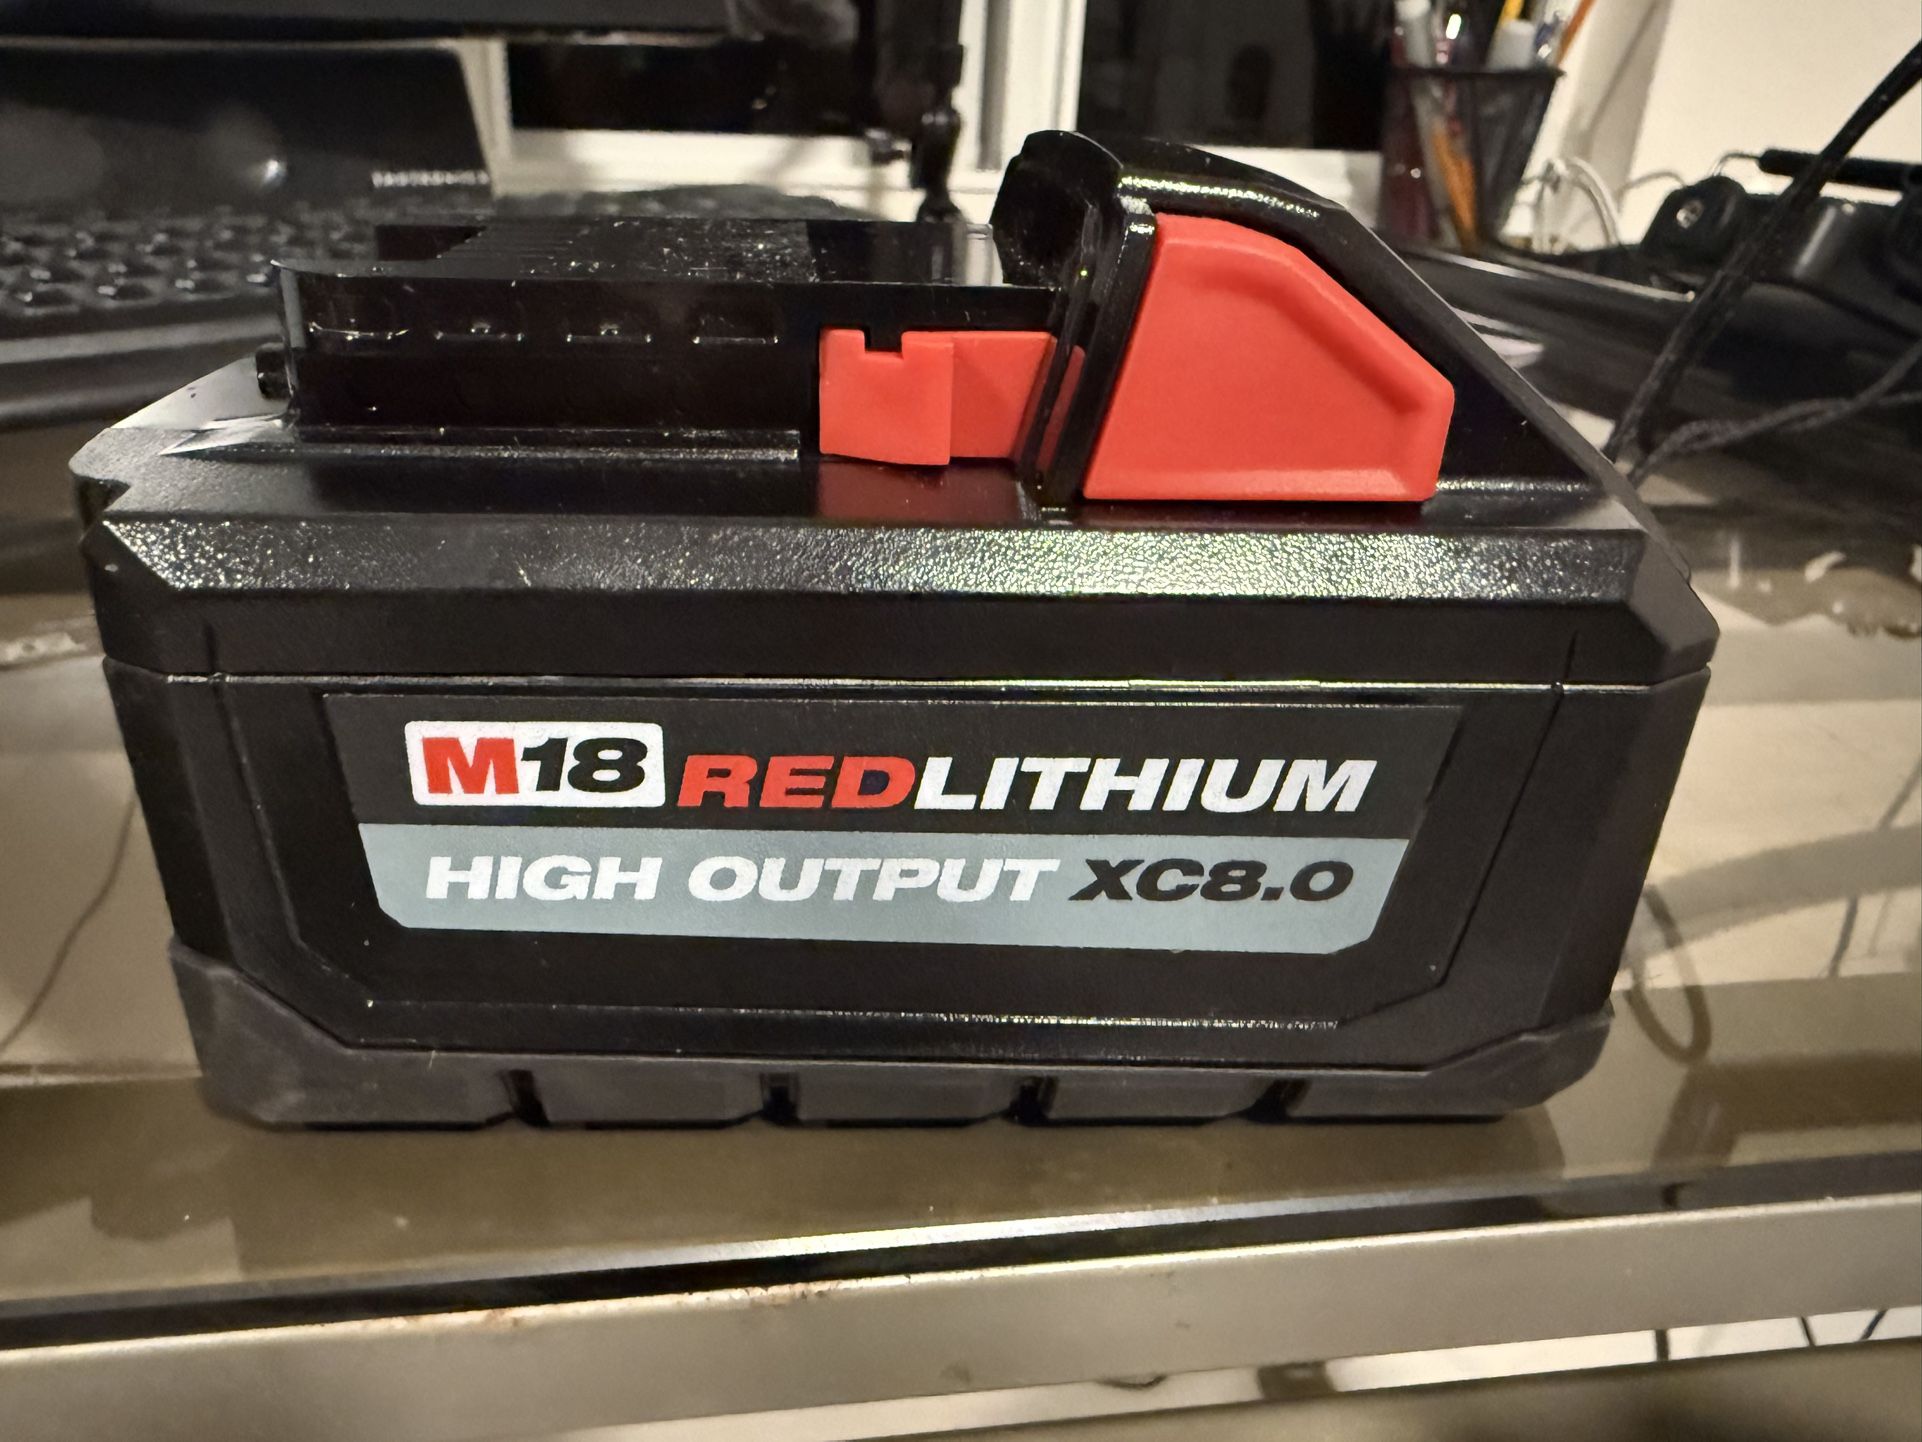 M18 REDLITHIUM
HIGH OUTPUT XC8.0